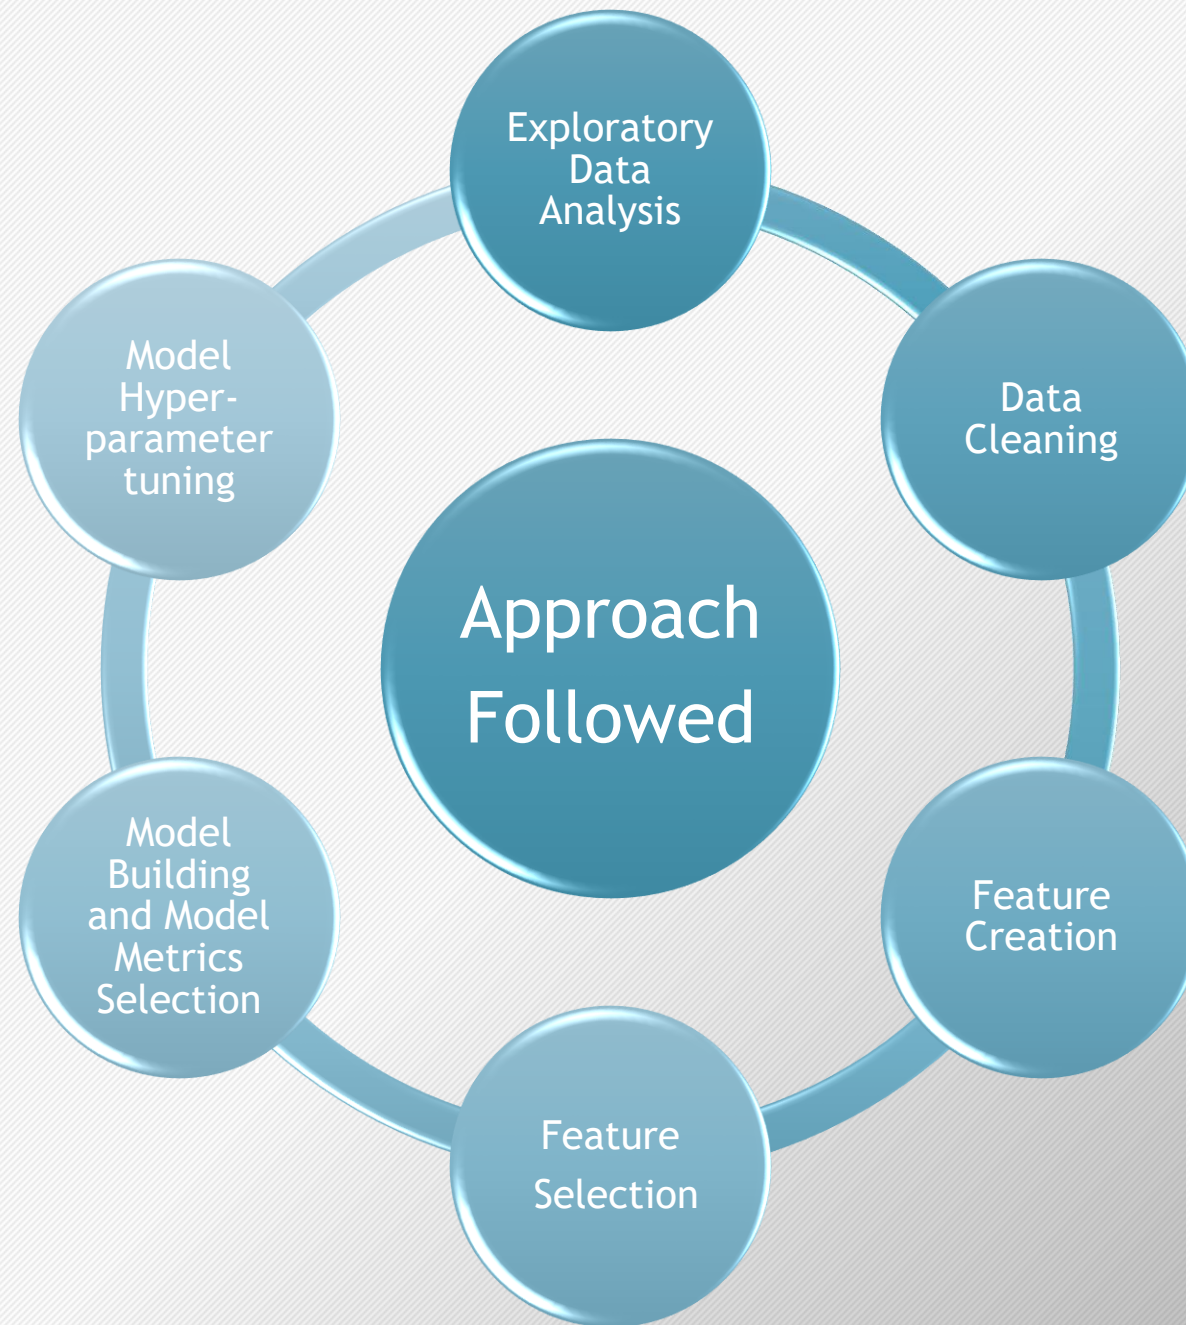 Exploratory
Data
Analysis
Data
Cleaning
Feature
Creation
Feature
Selection
Model
Building
and Model
Metrics
Selection
Model
Hyper-
parameter
tuning
Approach
Followed